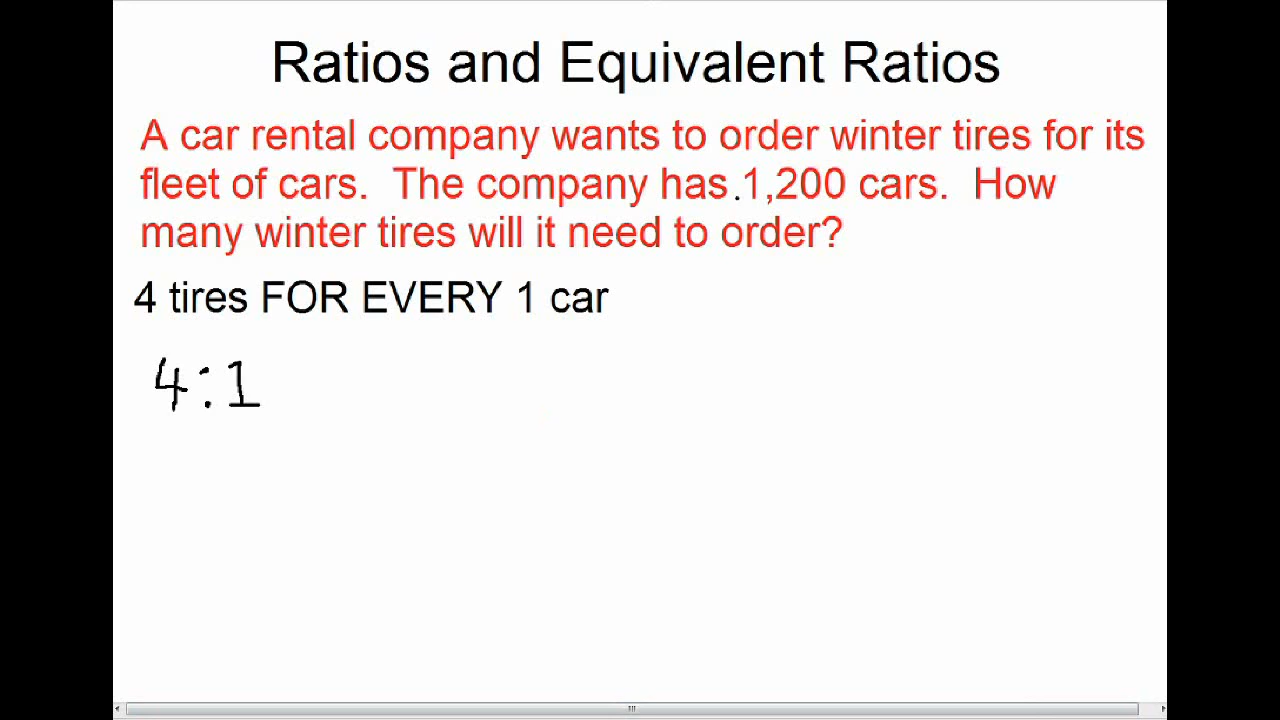 Ratios and Equivalent Ratios
A car rental company wants to order winter tires for its
fleet of cars.  The company has 1,200 cars.  How
many winter tires will it need to order?
4 tires FOR EVERY 1 car
4:1